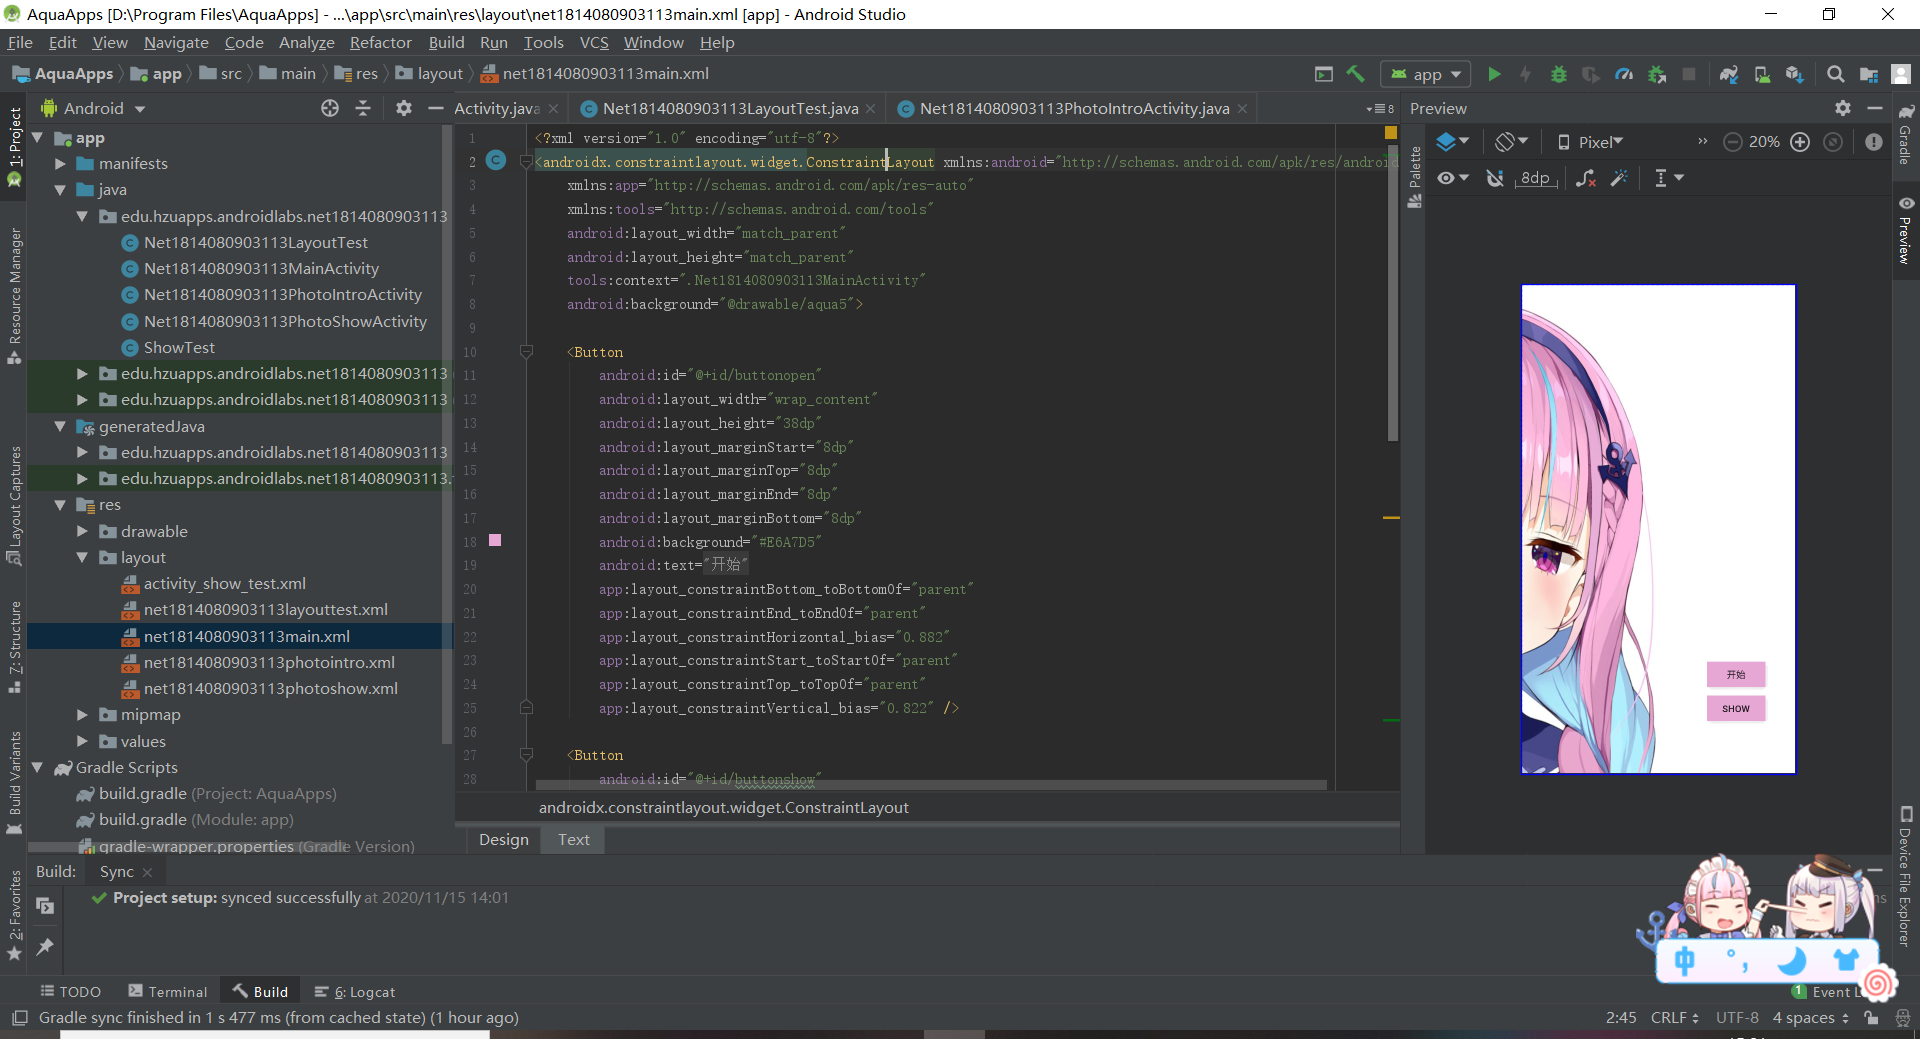 AquaApps [D:\Program Files\AquaApps] - ...\app\src\main\res\layout\net1814080903113main.xml [app] - Android Studio
File Edit View Navigate Code Analyze Refactor Build Run Tools VCS Window Help
AquaApps app src main res layout net1814080903113main.xml
app
Android
Activity.java
Net1814080903113LayoutTest.java
Net1814080903113PhotoIntroActivity.java
8
Preview
1: Project
Resource Manager
Layout Captures
7: Structure
Build Variants
2: Favorites
app
manifests
java
edu.hzuapps.androidlabs.net1814080903113
Net1814080903113LayoutTest
Net1814080903113MainActivity
Net1814080903113PhotoIntroActivity
Net1814080903113PhotoShowActivity
ShowTest
edu.hzuapps.androidlabs.net1814080903113
edu.hzuapps.androidlabs.net1814080903113
generatedJava
edu.hzuapps.androidlabs.net1814080903113
edu.hzuapps.androidlabs.net1814080903113.
res
drawable
layout
activity_show_test.xml
net1814080903113layouttest.xml
net1814080903113main.xml
net1814080903113photointro.xml
net1814080903113photoshow.xml
mipmap
values
Gradle Scripts
build.gradle (Project: AquaApps)
build.gradle (Module: app)
gradle-wrapper.properties (Gradle Version)
1 <?xml version="1.0" encoding="utf-8"?>
2 <androidx.constraintlayout.widget.ConstraintLayout xmlns:android="http://schemas.android.com/apk/res/android
3 xmlns:app="http://schemas.android.com/apk/res-auto"
4 xmlns:tools="http://schemas.android.com/tools"
5 android:layout_width="match_parent"
6 android:layout_height="match_parent"
7 tools:context=".Net1814080903113MainActivity"
8 android:background="@drawable/aqua5">
9
10 <Button
11 android:id="@+id/buttonopen"
12 android:layout_width="wrap_content"
13 android:layout_height="38dp"
14 android:layout_marginStart="8dp"
15 android:layout_marginTop="8dp"
16 android:layout_marginEnd="8dp"
17 android:layout_marginBottom="8dp"
18 android:background="#E6A7D5"
19 android:text="开始"
20 app:layout_constraintBottom_toBottomOf="parent"
21 app:layout_constraintEnd_toEndOf="parent"
22 app:layout_constraintHorizontal_bias="0.882"
23 app:layout_constraintStart_toStartOf="parent"
24 app:layout_constraintTop_toTopOf="parent"
25 app:layout_constraintVertical_bias="0.822" />
26
27 <Button
28 android:id="@+id/buttonshow"
androidx.constraintlayout.widget.ConstraintLayout
Design Text
Palette
Pixel
20%
8dp
开始
SHOW
Gradle
Preview
Device File Explorer
Build: Sync
Project setup: synced successfully at 2020/11/15 14:01
ms
中 °,
TODO Terminal Build 6: Logcat
1 Event L
Gradle sync finished in 1 s 477 ms (from cached state) (1 hour ago)
2:45 CRLF UTF-8 4 spaces